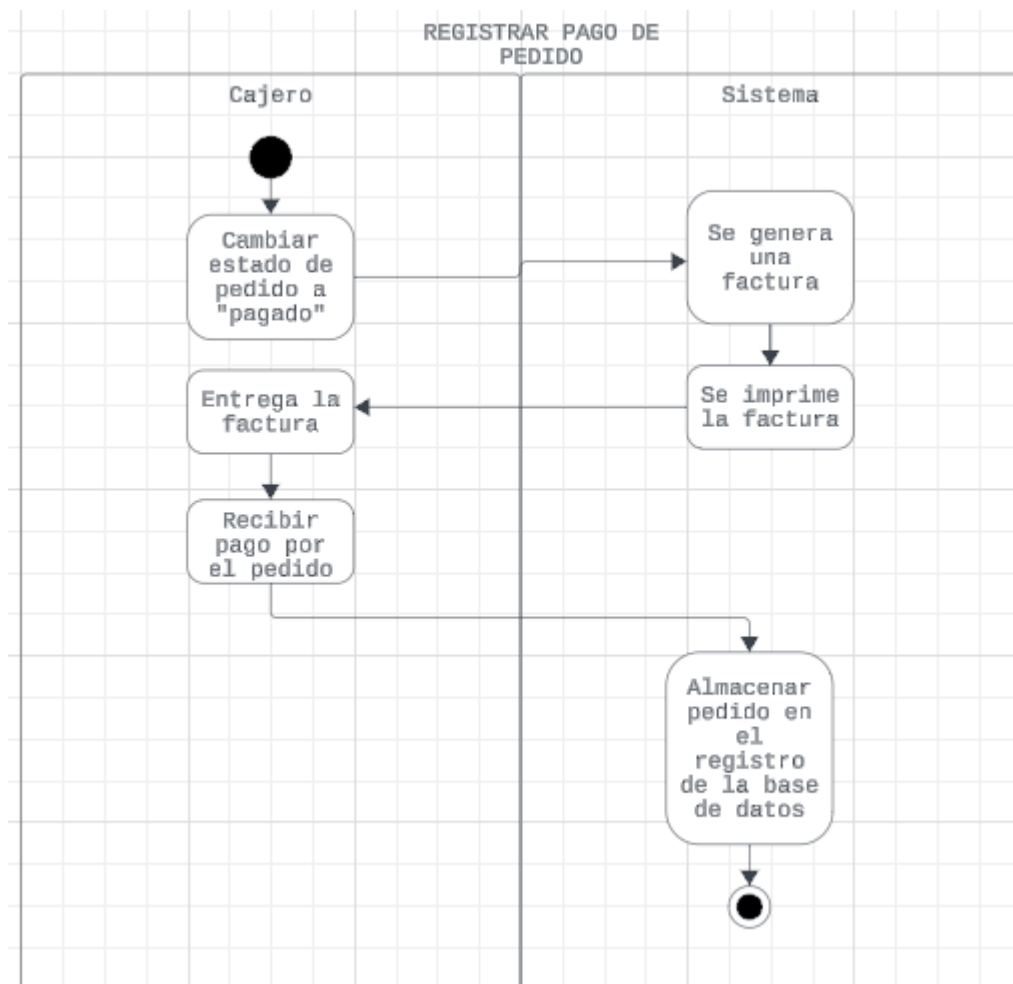 REGISTRAR PAGO DE
PEDIDO
Cajero
Sistema
Cambiar
estado de
pedido a
"pagado"
Se genera
una
factura
Se imprime
la factura
Entrega la
factura
Recibir
pago por
el pedido
Almacenar
pedido en
el
registro
de la base
de datos